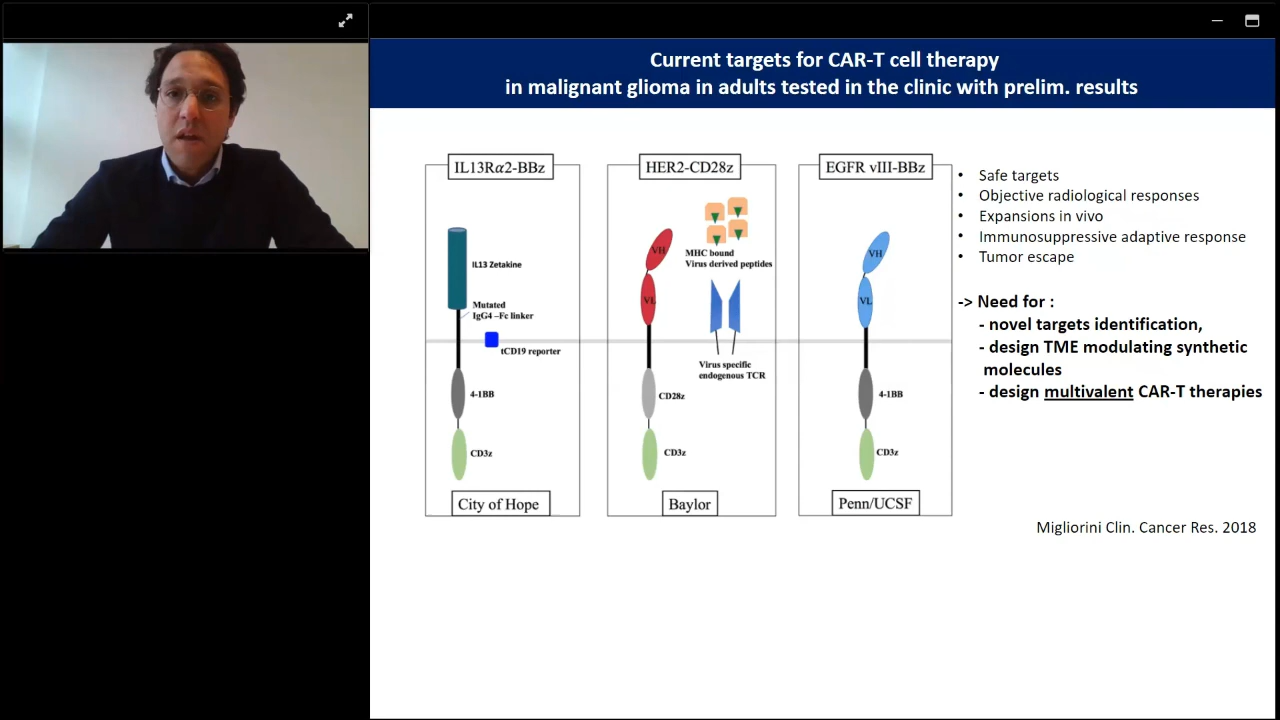 Current targets for CAR-T cell therapy
in malignant glioma in adults tested in the clinic with prelim. results
IL13Rα2-BBz
IL13 Zetakine
Mutated
IgG4 –Fc linker
tCD19 reporter
4-1BB
CD3z
City of Hope
HER2-CD28z
VH
VL
MHC bound
Virus derived peptides
Virus specific
endogenous TCR
CD28z
CD3z
Baylor
EGFR vIII-BBz
VH
VL
4-1BB
CD3z
Penn/UCSF
• Safe targets
• Objective radiological responses
• Expansions in vivo
• Immunosuppressive adaptive response
• Tumor escape
-> Need for :
- novel targets identification,
- design TME modulating synthetic
molecules
- design multivalent CAR-T therapies
Migliorini Clin. Cancer Res. 2018